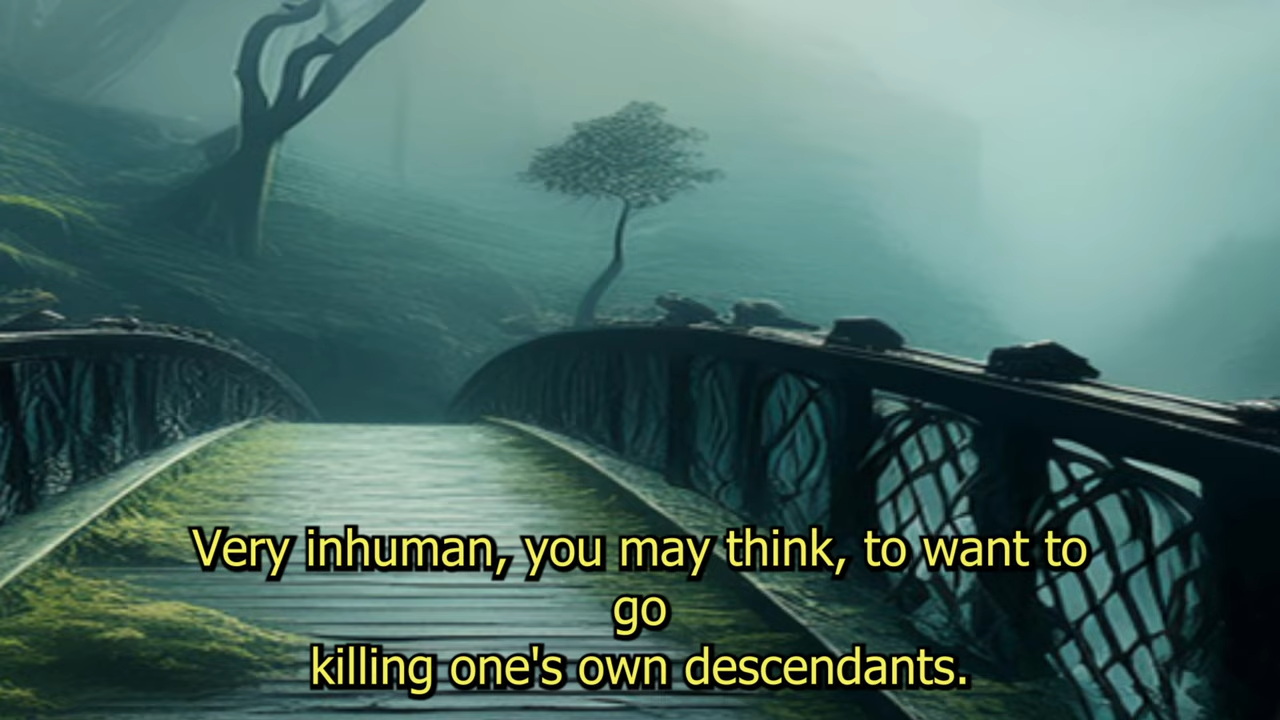 Very inhuman, you may think, to want to
go
killing one's own descendants.